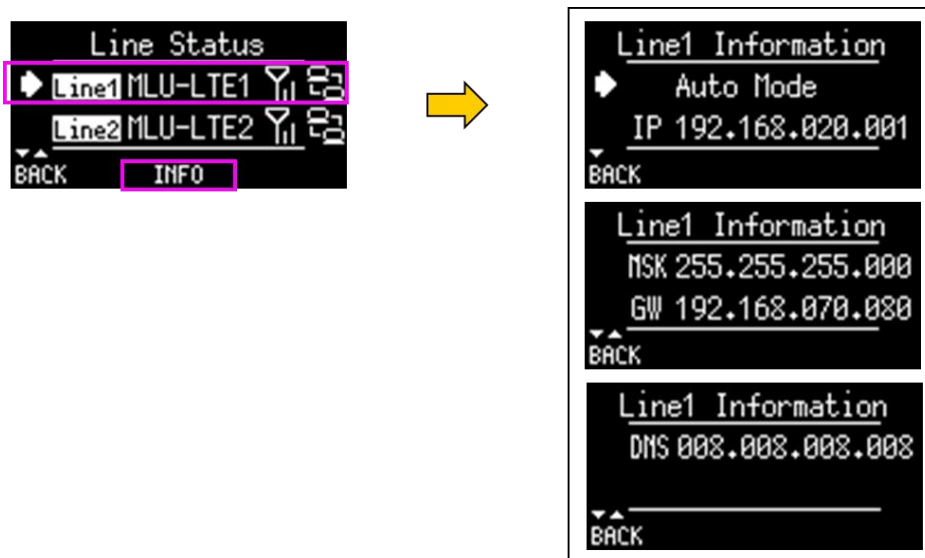 Line Status
Line1 MLU-LTE1
Line2 MLU-LTE2
BACK INFO
Line1 Information
Auto Mode
IP 192.168.020.001
BACK
Line1 Information
MSK 255.255.255.000
GW 192.168.070.080
BACK
Line1 Information
DNS 008.008.008.008
BACK